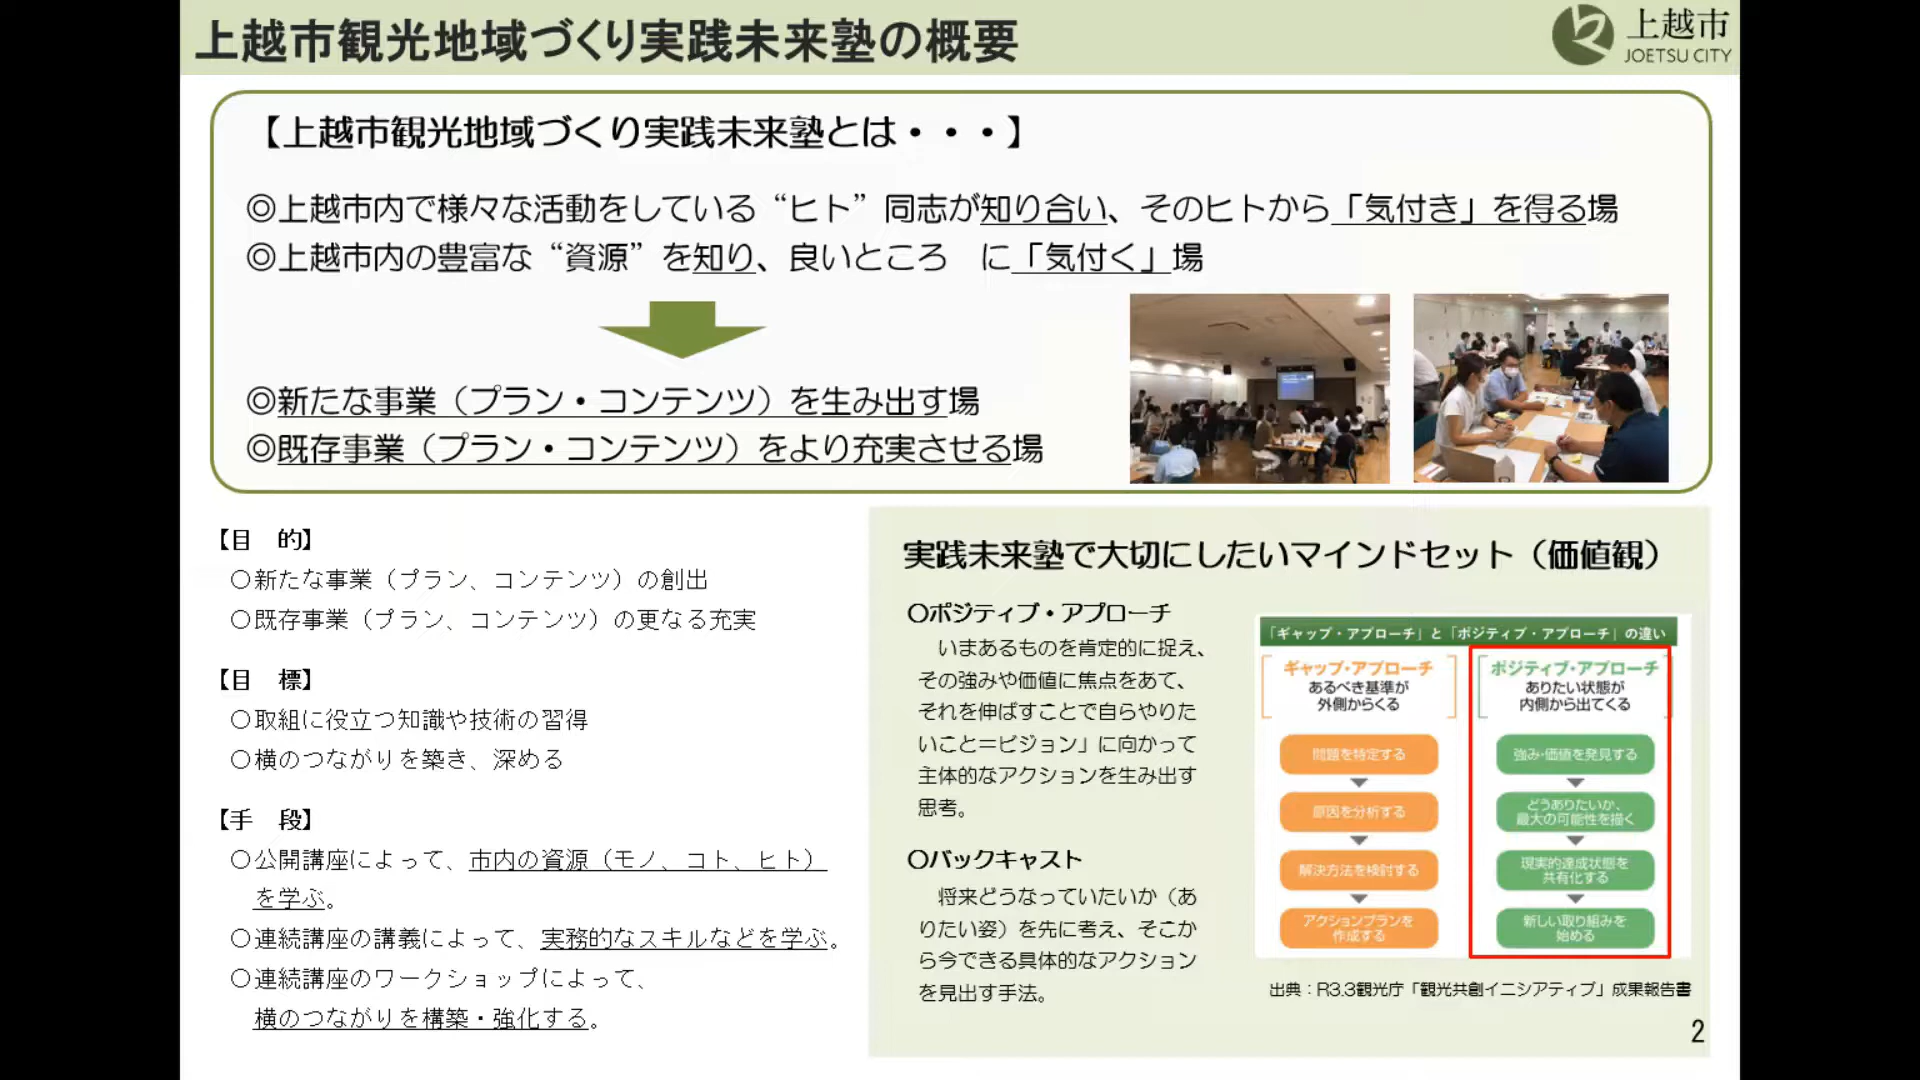 上越市観光地域づくり実践未来塾の概要
上越市
JOETSU CITY
【上越市観光地域づくり実践未来塾とは・・・】
◎上越市内で様々な活動をしている“ヒト”同志が知り合い、そのヒトから「気付き」を得る場
◎上越市内の豊富な“資源”を知り、良いところ　に「気付く」場
◎新たな事業（プラン・コンテンツ）を生み出す場
◎既存事業（プラン・コンテンツ）をより充実させる場
【目　的】
○新たな事業（プラン、コンテンツ）の創出
○既存事業（プラン、コンテンツ）の更なる充実
【目　標】
○取組に役立つ知識や技術の習得
○横のつながりを築き、深める
【手　段】
○公開講座によって、市内の資源（モノ、コト、ヒト）
を学ぶ。
○連続講座の講義によって、実務的なスキルなどを学ぶ。
○連続講座のワークショップによって、
横のつながりを構築・強化する。
実践未来塾で大切にしたいマインドセット（価値観）
○ポジティブ・アプローチ
いまあるものを肯定的に捉え、
その強みや価値に焦点をあて、
それを伸ばすことで自らやりた
いこと＝ビジョン」に向かって
主体的なアクションを生み出す
思考。
○バックキャスト
将来どうなっていたいか（あ
りたい姿）を先に考え、そこか
ら今できる具体的なアクション
を見出す手法。
「ギャップ・アプローチ」と「ポジティブ・アプローチ」の違い
ギャップ・アプローチ
あるべき基準が
外側からくる
問題を特定する
原因を分析する
解決方法を検討する
アクションプランを
作成する
ポジティブ・アプローチ
ありたい状態が
内側から出てくる
強み・価値を発見する
どうありたいか、
最大の可能性を描く
現実的達成状態を
共有化する
新しい取り組みを
始める
出典：R3.3観光庁「観光共創イニシアティブ」成果報告書
2